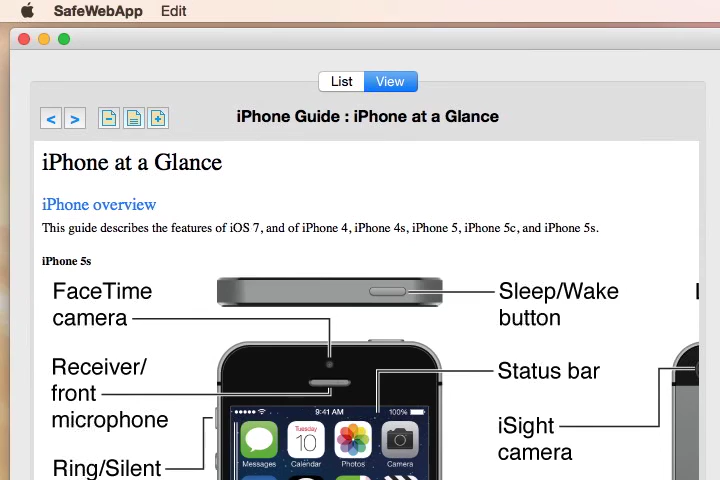 SafeWebApp Edit
List View
< >
iPhone Guide : iPhone at a Glance
iPhone at a Glance
iPhone overview
This guide describes the features of iOS 7, and of iPhone 4, iPhone 4s, iPhone 5, iPhone 5c, and iPhone 5s.
iPhone 5s
FaceTime
camera
Sleep/Wake
button
Receiver/
front
microphone
Status bar
iSight
camera
Ring/Silent
9:41 AM 100%
Tuesday
10
Messages Calendar Photos Camera